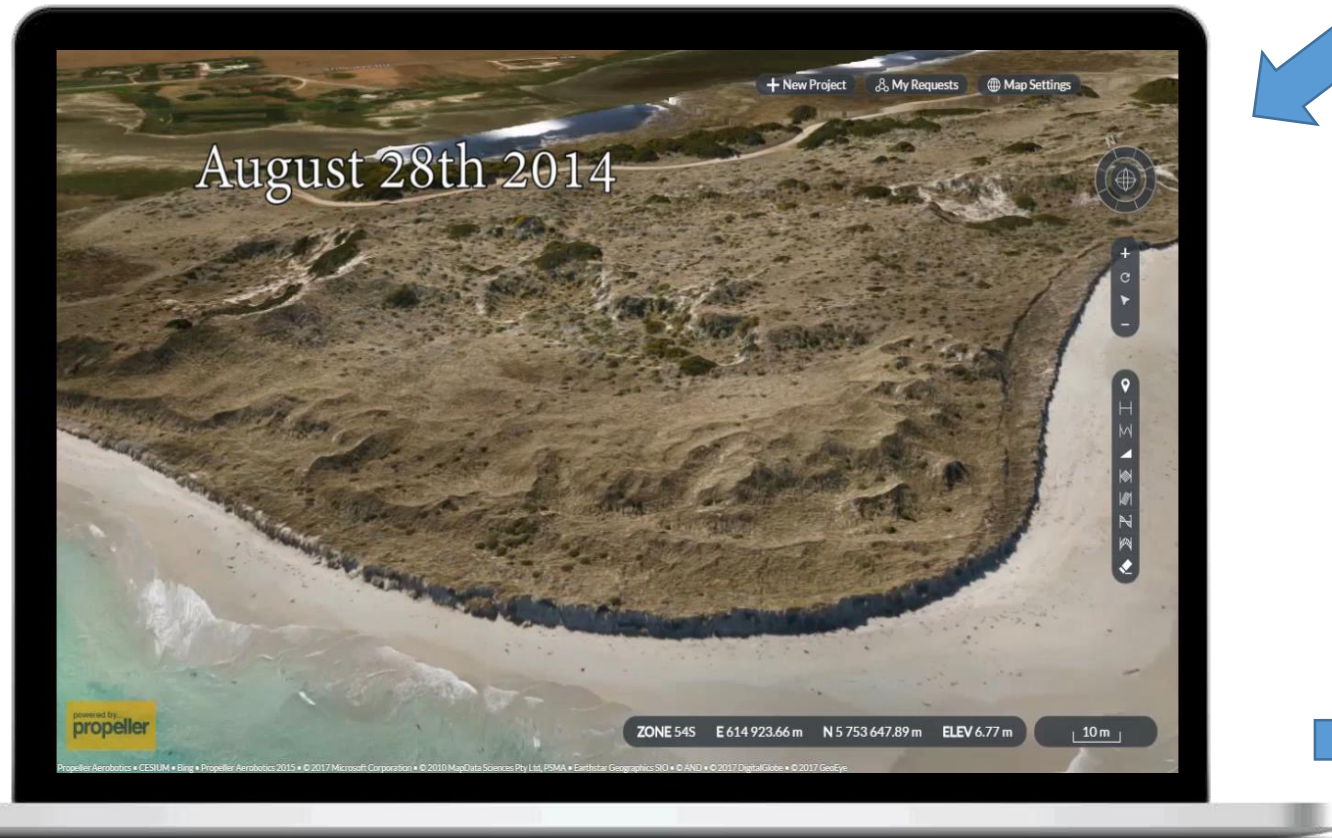 + New Project My Requests Map Settings
N
August 28th 2014
powered by...
propeller
ZONE 54S E 614 923.66 m N 5 753 647.89 m ELEV 6.77 m 10 m
Propeller Aerobotics • CESIUM • Bing • Propeller Aerobotics 2015 • © 2017 Microsoft Corporation • © 2010 MapData Sciences Pty Ltd, PSMA • Earthstar Geographics SIO • © AND • © 2017 DigitalGlobe • © 2017 GeoEye